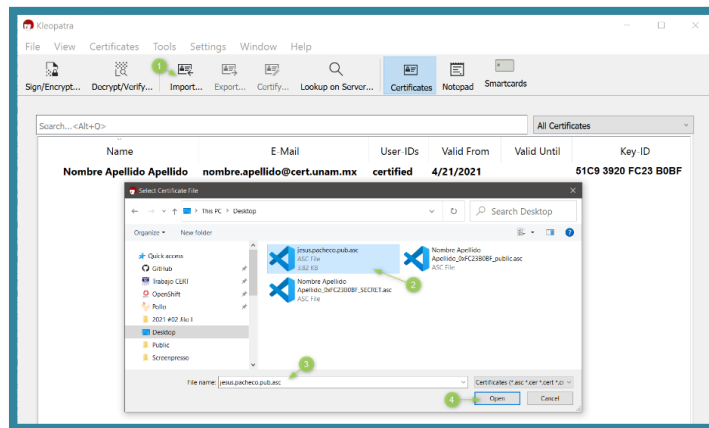 Kleopatra
File View Certificates Tools Settings Window Help
1
Sign/Encrypt... Decrypt/Verify... Import... Export... Certify... Lookup on Server... Certificates Notepad Smartcards
Search...<Alt+Q> All Certificates
Name E-Mail User-IDs Valid From Valid Until Key-ID
Nombre Apellido Apellido nombre.apellido@cert.unam.mx certified 4/21/2021 51C9 3920 FC23 B0BF
Select Certificate File
This PC > Desktop Search Desktop
Organize New folder
Quick access
GitHub
Trabajo CERT
OpenShift
Pollo
Desktop
Public
Screenpresso
jesus.pacheco.pub.asc
ASC File
3.82 KB
Nombre Apellido
Apellido_0xFC23B0BF_public.asc
ASC File
2
Nombre Apellido
Apellido_0xFC23B0BF_SECRET.asc
ASC File
3
File name: jesus.pacheco.pub.asc Certificates (*.asc *.cer *.cert *.c
4
Open Cancel